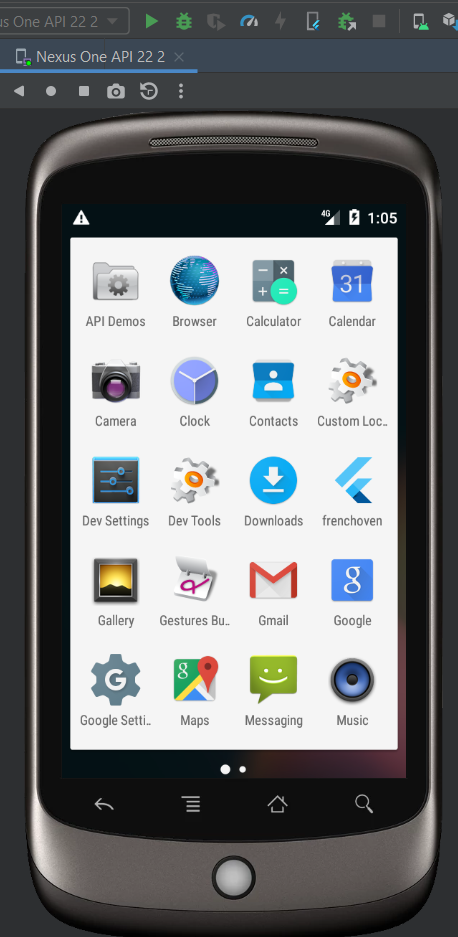 us One API 22 2
Nexus One API 22 2
4G 1:05
31
API Demos Browser Calculator Calendar
Camera Clock Contacts Custom Loc..
Dev Settings Dev Tools Downloads frenchoven
g
Gallery Gestures Bu.. Gmail Google
G g
Google Setti.. Maps Messaging Music